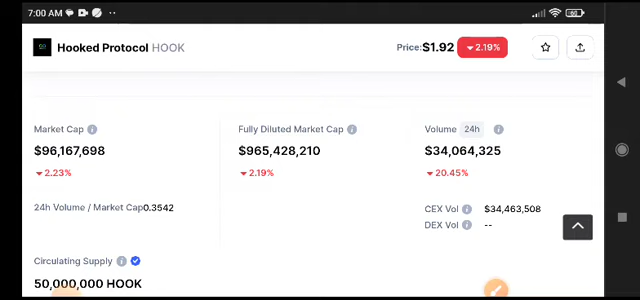 7:00 AM
Hooked Protocol HOOK
Price:$1.92 2.19%
Market Cap
$96,167,698
2.23%
24h Volume / Market Cap0.3542
Fully Diluted Market Cap
$965,428,210
2.19%
Volume 24h
$34,064,325
20.45%
CEX Vol $34,463,508
DEX Vol --
Circulating Supply
50,000,000 HOOK